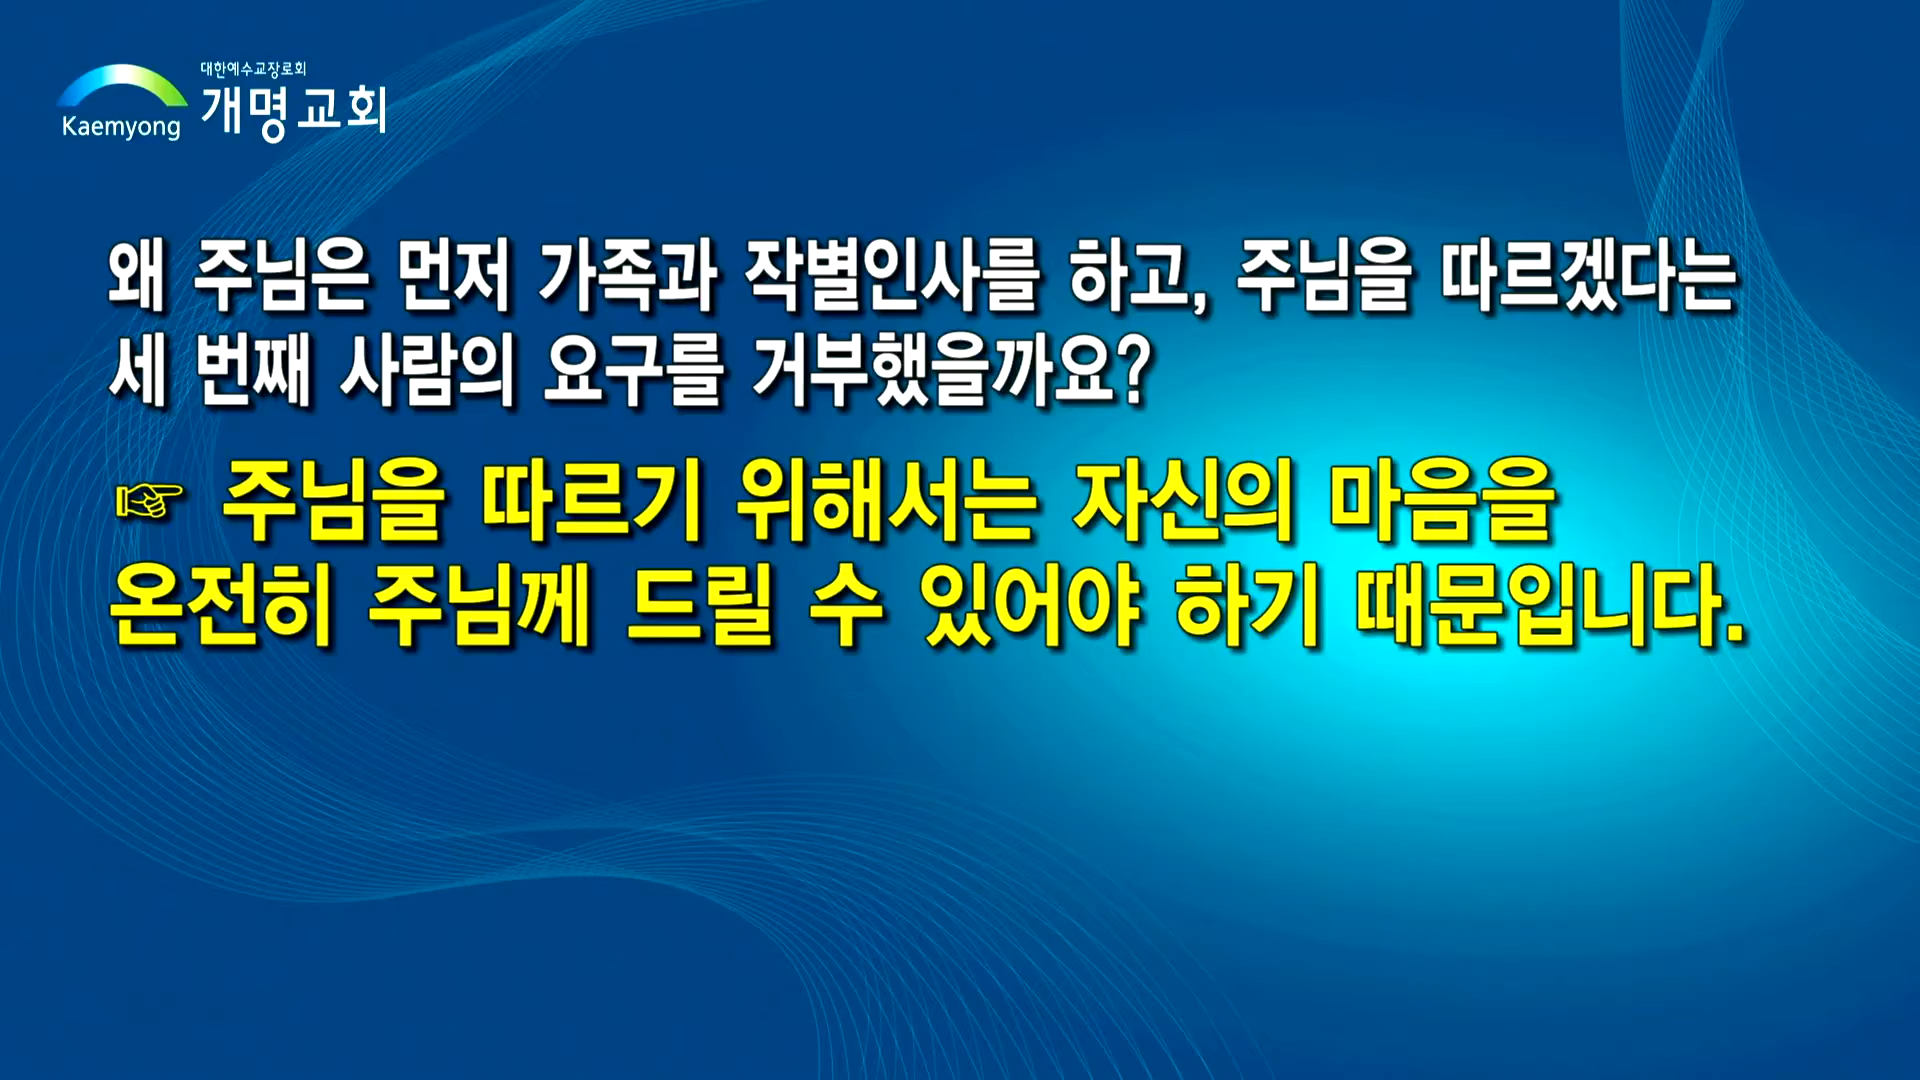 대한예수교장로회
개명교회
Kaemyong
왜 주님은 먼저 가족과 작별인사를 하고, 주님을 따르겠다는
세 번째 사람의 요구를 거부했을까요?
☞ 주님을 따르기 위해서는 자신의 마음을
온전히 주님께 드릴 수 있어야 하기 때문입니다.